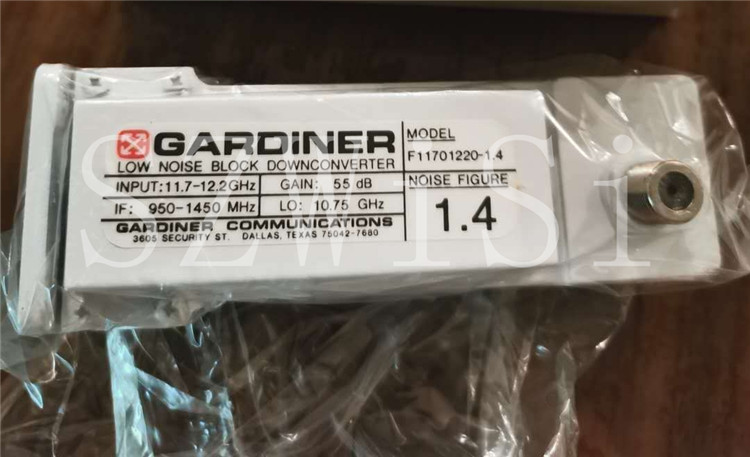 GARDINER
LOW NOISE BLOCK DOWNCONVERTER
INPUT:11.7-12.2GHz GAIN: 55 dB
IF: 950-1450 MHz LO: 10.75 GHz
GARDINER COMMUNICATIONS
3605 SECURITY ST. DALLAS, TEXAS 75042-7680
MODEL
F11701220-1.4
NOISE FIGURE
1.4
SZWiSi